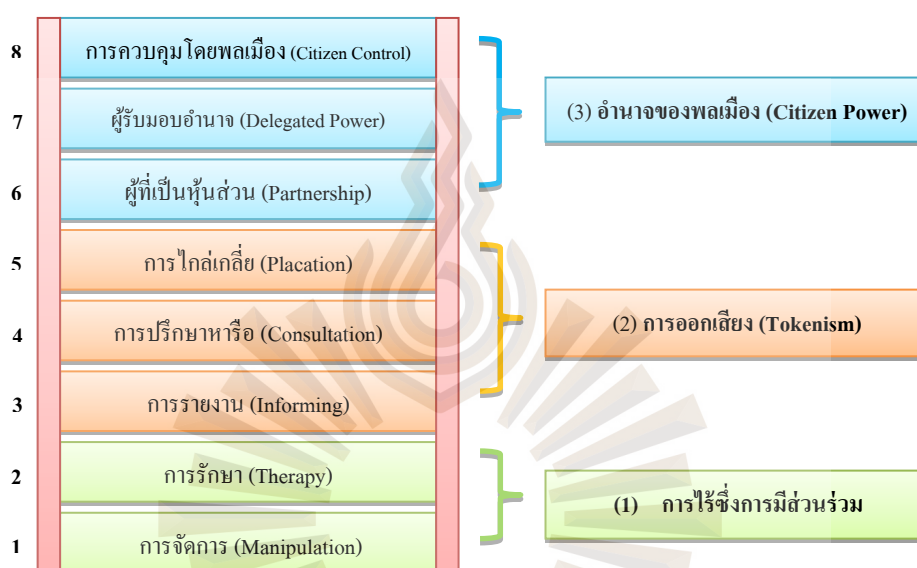 8 การควบคุมโดยพลเมือง (Citizen Control)
7 ผู้รับมอบอำนาจ (Delegated Power)
(3) อำนาจของพลเมือง (Citizen Power)
6 ผู้ที่เป็นหุ้นส่วน (Partnership)
5 การไกล่เกลี่ย (Placation)
4 การปรึกษาหารือ (Consultation)
(2) การออกเสียง (Tokenism)
3 การรายงาน (Informing)
2 การรักษา (Therapy)
(1) การไร้ซึ่งการมีส่วนร่วม
1 การจัดการ (Manipulation)